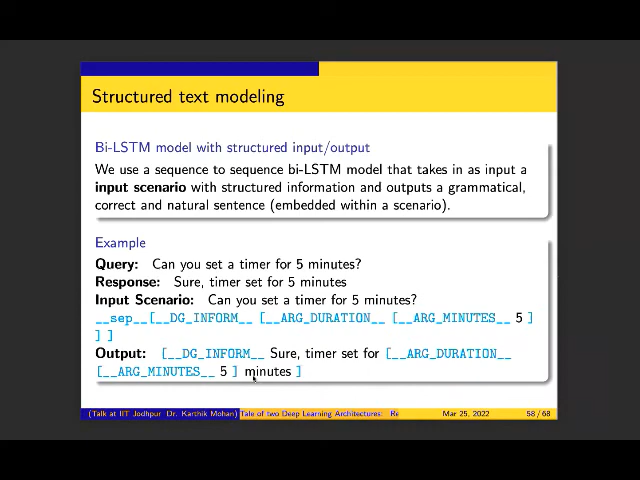 Structured text modeling
Bi-LSTM model with structured input/output
We use a sequence to sequence bi-LSTM model that takes in as input a
input scenario with structured information and outputs a grammatical,
correct and natural sentence (embedded within a scenario).
Example
Query: Can you set a timer for 5 minutes?
Response: Sure, timer set for 5 minutes
Input Scenario: Can you set a timer for 5 minutes?
__sep__[__DG_INFORM__ [__ARG_DURATION__ [__ARG_MINUTES__ 5 ]
] ]
Output: [__DG_INFORM__ Sure, timer set for [__ARG_DURATION__
[__ARG_MINUTES__ 5 ] minutes ]
(Talk at IIT Jodhpur Dr. Karthik Mohan) Tale of two Deep Learning Architectures: Re Mar 25, 2022 58 / 68